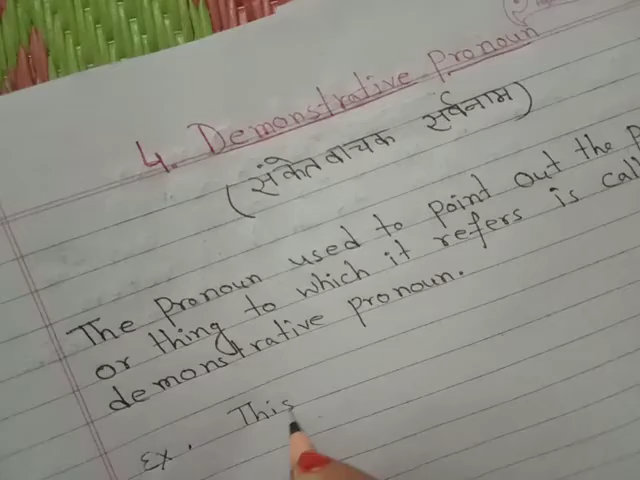 4. Demonstrative pronoun
(संकेतवाचक सर्वनाम)
The pronoun used to point out the
or thing to which it refers is
demonstrative pronoun.
Ex. This